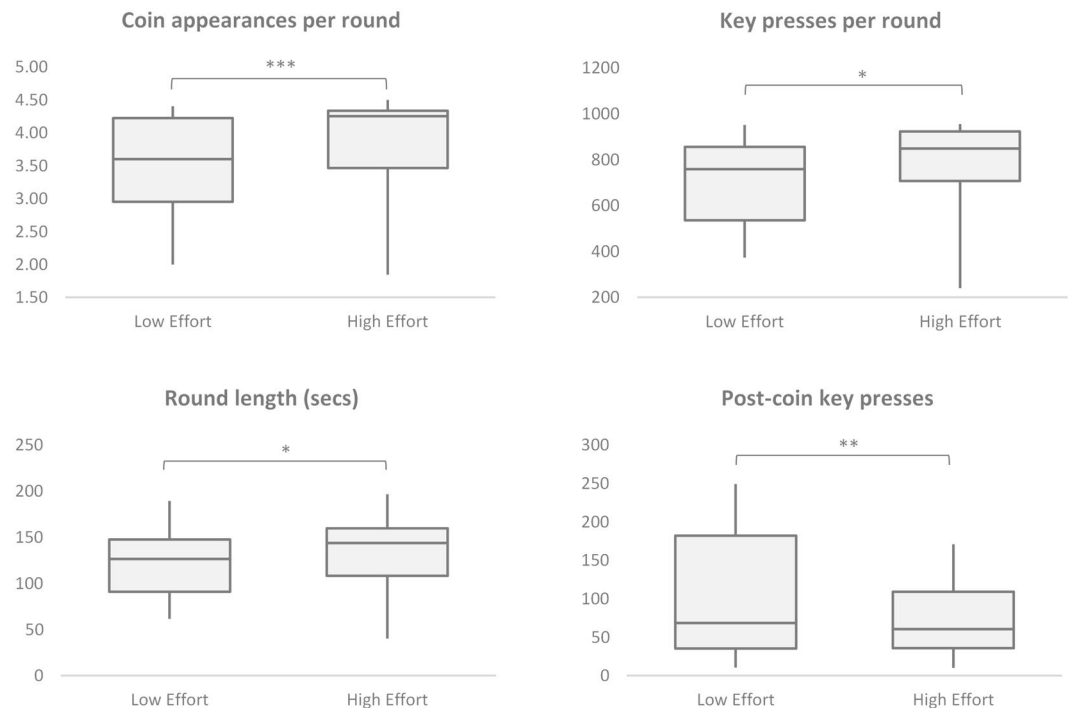 Coin appearances per round
5.00
4.50
4.00
3.50
3.00
2.50
2.00
1.50
***
Low Effort
High Effort
Key presses per round
1200
1000
800
600
400
200
*
Low Effort
High Effort
Round length (secs)
250
200
150
100
50
0
*
Low Effort
High Effort
Post-coin key presses
300
250
200
150
100
50
0
**
Low Effort
High Effort